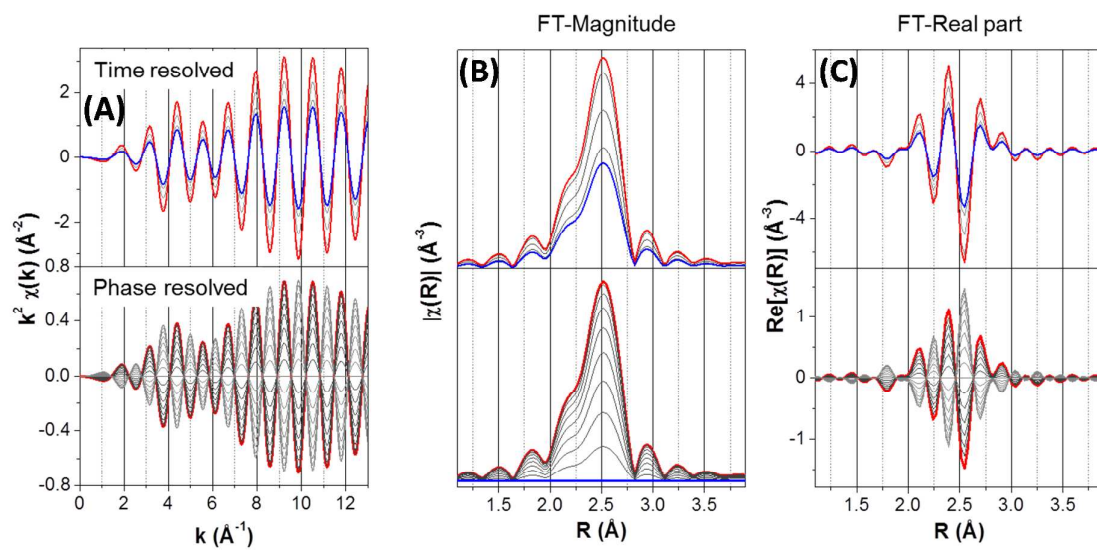 FT-Magnitude
FT-Real part
(A)
Time resolved
(B)
(C)
2
0
-2
0.8
Phase resolved
0.4
0.0
-0.4
-0.8
k² χ(k) (Å⁻²)
0 2 4 6 8 10 12
k (Å⁻¹)
|χ(R)| (Å⁻³)
1.5 2.0 2.5 3.0 3.5
R (Å)
4
0
-4
1
0
-1
Re[χ(R)] (Å⁻³)
1.5 2.0 2.5 3.0 3.5
R (Å)